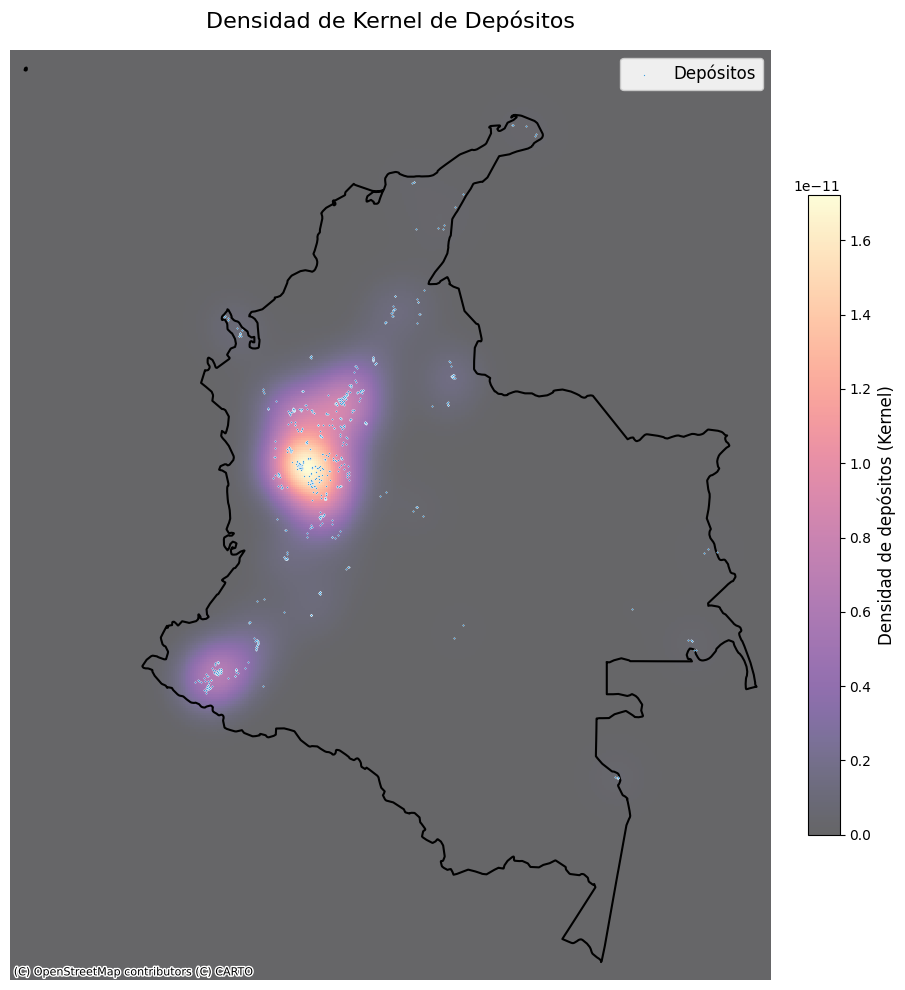 Densidad de Kernel de Depósitos
Depósitos
1e−11
1.6
1.4
1.2
1.0
0.8
0.6
0.4
0.2
0.0
Densidad de depósitos (Kernel)
(C) OpenStreetMap contributors (C) CARTO